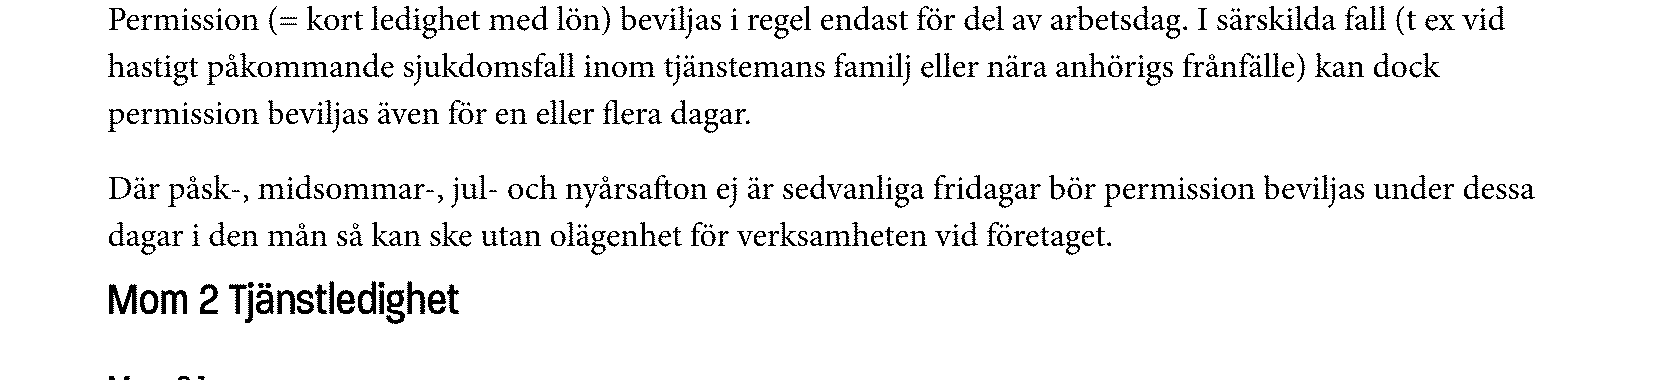 Permission (= kort ledighet med lön) beviljas i regel endast för del av arbetsdag. I särskilda fall (t ex vid
hastigt påkommande sjukdomsfall inom tjänstemans familj eller nära anhörigs frånfälle) kan dock
permission beviljas även för en eller flera dagar.
Där påsk-, midsommar-, jul- och nyårsafton ej är sedvanliga fridagar bör permission beviljas under dessa
dagar i den mån så kan ske utan olägenhet för verksamheten vid företaget.
Mom 2 Tjänstledighet